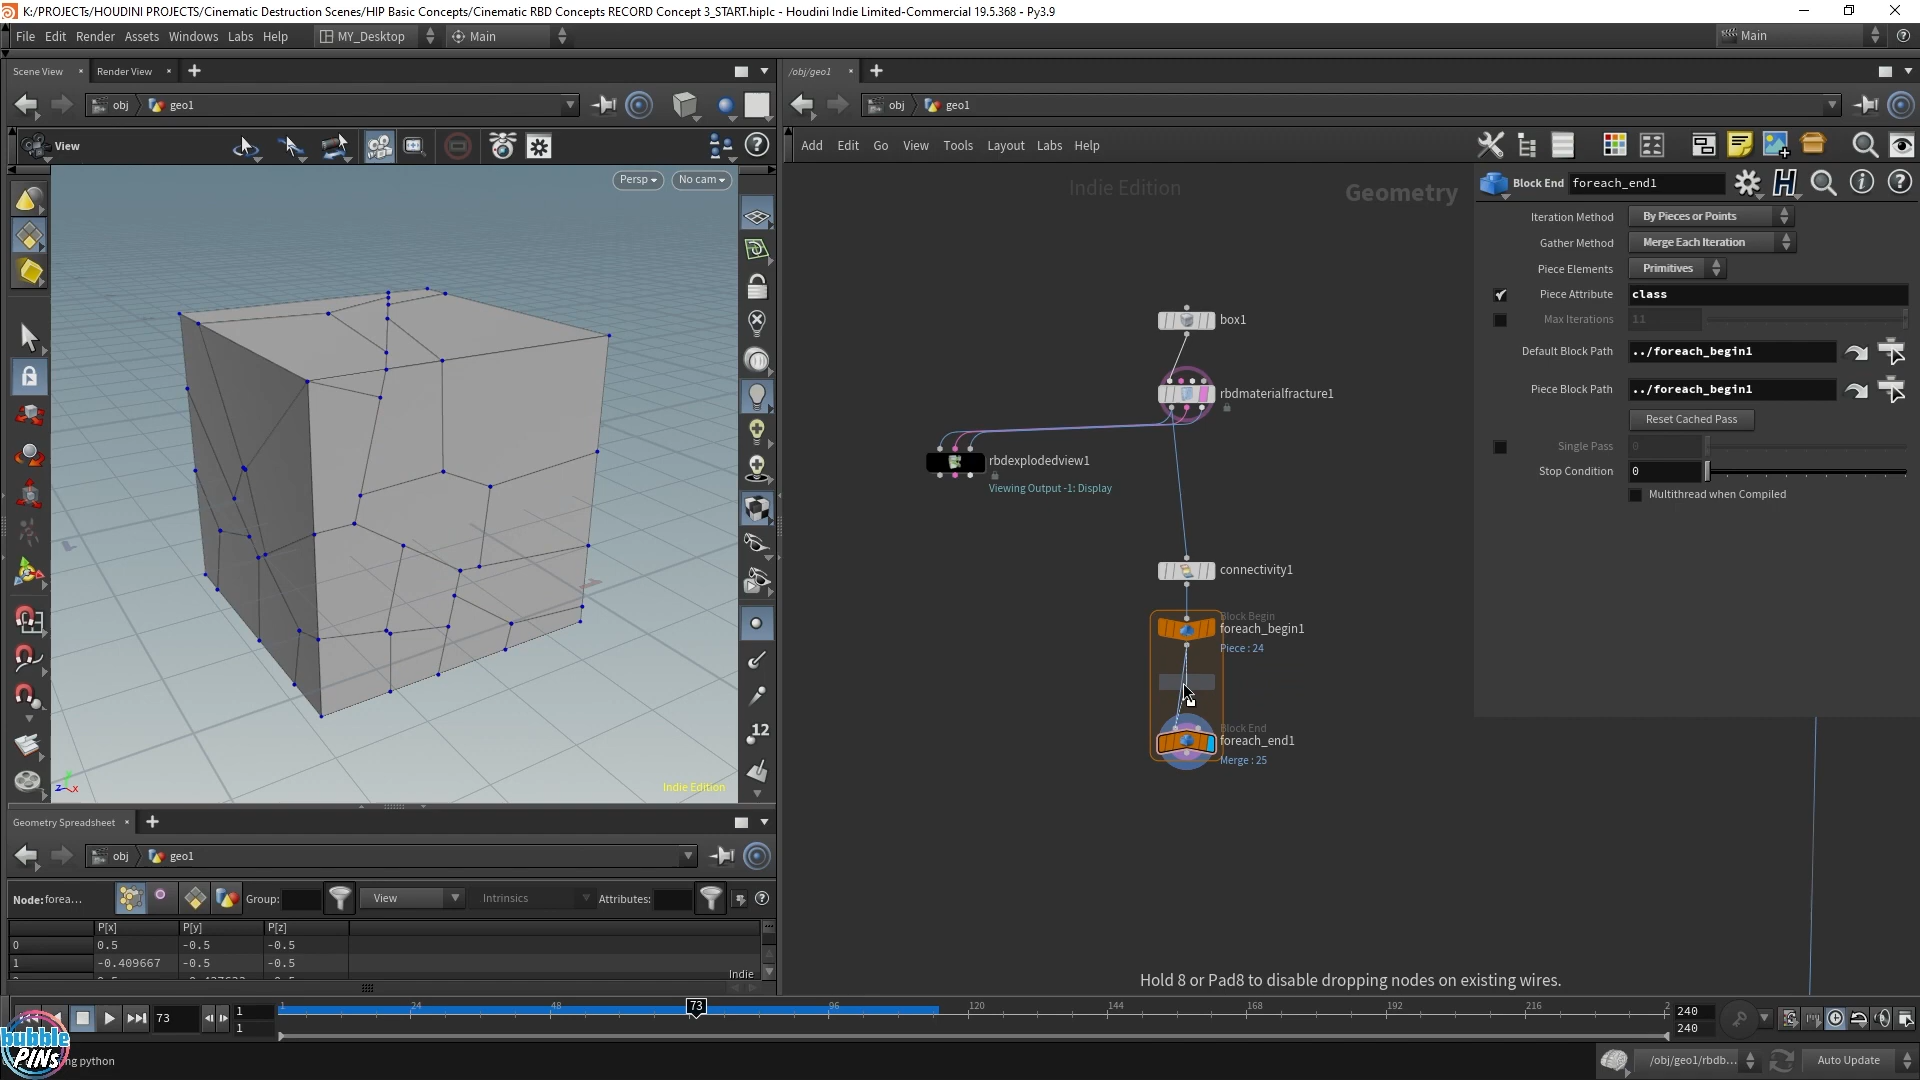 K:/PROJECTs/HOUDINI PROJECTS/Cinematic Destruction Scenes/HIP Basic Concepts/Cinematic RBD Concepts RECORD Concept 3_START.hiplc - Houdini Indie Limited-Commercial 19.5.368 - Py3.9
File Edit Render Assets Windows Labs Help MY_Desktop Main Main
Scene View Render View
obj geo1
View
Persp No cam
Indie Edition
12
Geometry Spreadsheet
obj geo1
Node: forea... Group: View Intrinsics Attributes:
P[x] P[y] P[z]
0 0.5 -0.5 -0.5
1 -0.409667 -0.5 -0.5
Indie
/obj/geo1
obj geo1
Add Edit Go View Tools Layout Labs Help
Indie Edition
Geometry
box1
rbdmaterialfracture1
rbdexplodedview1
Viewing Output -1: Display
connectivity1
Block Begin
foreach_begin1
Piece : 24
Block End
foreach_end1
Merge : 25
Hold 8 or Pad8 to disable dropping nodes on existing wires.
Block End foreach_end1
Iteration Method By Pieces or Points
Gather Method Merge Each Iteration
Piece Elements Primitives
Piece Attribute class
Max Iterations 11
Default Block Path ../foreach_begin1
Piece Block Path ../foreach_begin1
Reset Cached Pass
Single Pass 0
Stop Condition 0
Multithread when Compiled
73 1 1
1 24 48 73 96 120 144 168 192 216 2
240 240
bubble PINs
ng python
/obj/geo1/rbdb... Auto Update